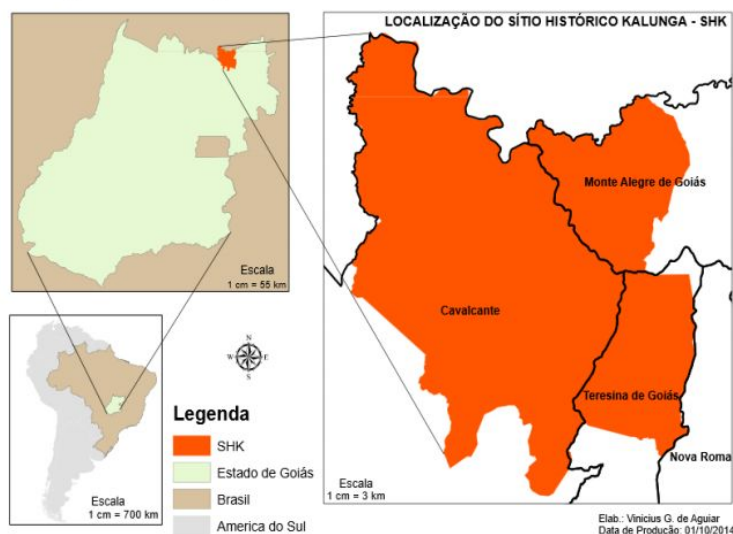 LOCALIZAÇÃO DO SÍTIO HISTÓRICO KALUNGA - SHK
Monte Alegre de Goiás
Cavalcante
Teresina de Goiás
Nova Roma
Escala
1 cm = 3 km
Escala
1 cm = 55 km
W
N
E
S
Legenda
SHK
Estado de Goiás
Brasil
America do Sul
Escala
1 cm = 700 km
Elab.: Vinicius G. de Aguiar
Data de Produção: 01/10/2014